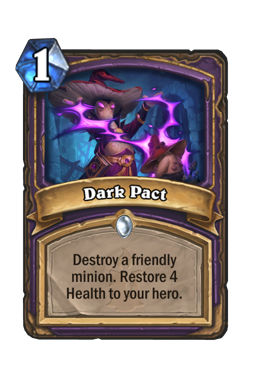 1
Dark Pact
Destroy a friendly
minion. Restore 4
Health to your hero.